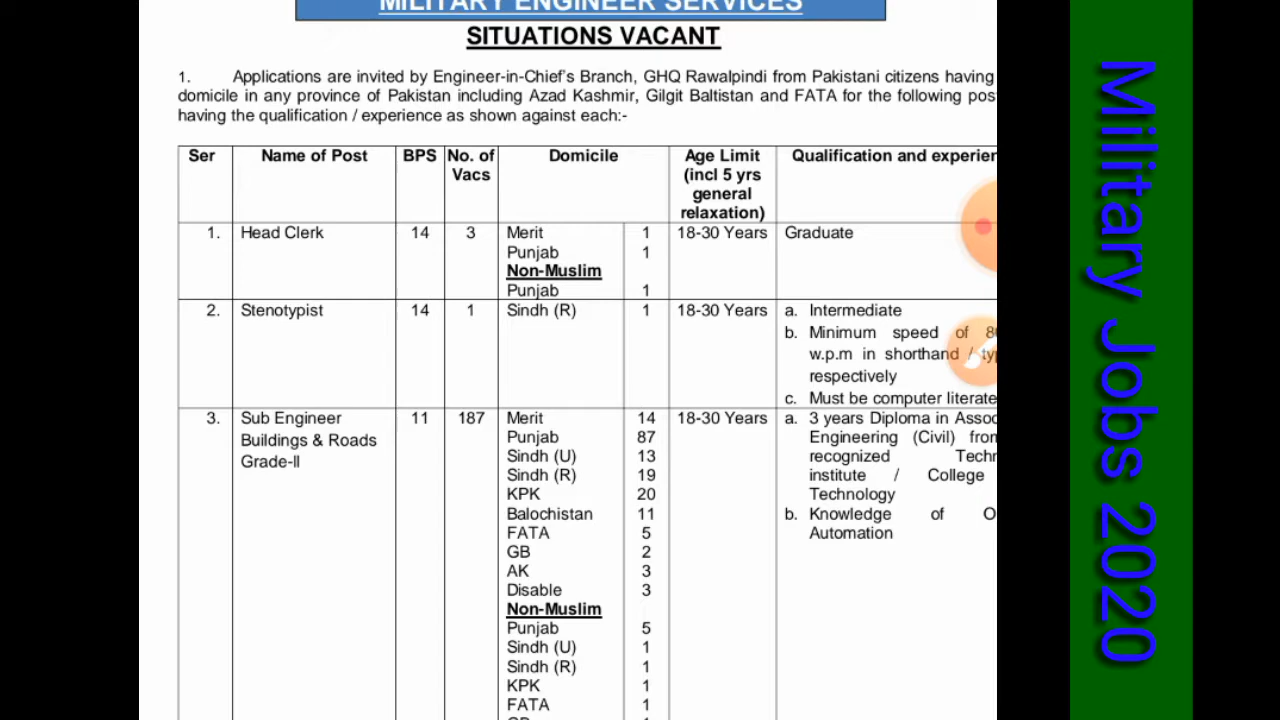 MILITARY ENGINEER SERVICES
SITUATIONS VACANT
1. Applications are invited by Engineer-in-Chief's Branch, GHQ Rawalpindi from Pakistani citizens having
domicile in any province of Pakistan including Azad Kashmir, Gilgit Baltistan and FATA for the following
having the qualification / experience as shown against each:-
Ser Name of Post BPS No. of Vacs Domicile Age Limit (incl 5 yrs general relaxation) Qualification and
1. Head Clerk 14 3 Merit 1 18-30 Years Graduate
Punjab 1
Non-Muslim
Punjab 1
2. Stenotypist 14 1 Sindh (R) 1 18-30 Years a. Intermediate
b. Minimum speed of
w.p.m in shorthand /
respectively
c. Must be computer literate
3. Sub Engineer 11 187 Merit 14 18-30 Years a. 3 years Diploma in
Buildings & Roads Punjab 87 Engineering (Civil)
Grade-II Sindh (U) 13 recognized
Sindh (R) 19 institute / College
KPK 20 Technology
Balochistan 11 b. Knowledge of
FATA 5 Automation
GB 2
AK 3
Disable 3
Non-Muslim
Punjab 5
Sindh (U) 1
Sindh (R) 1
KPK 1
FATA 1
Military Jobs 2020